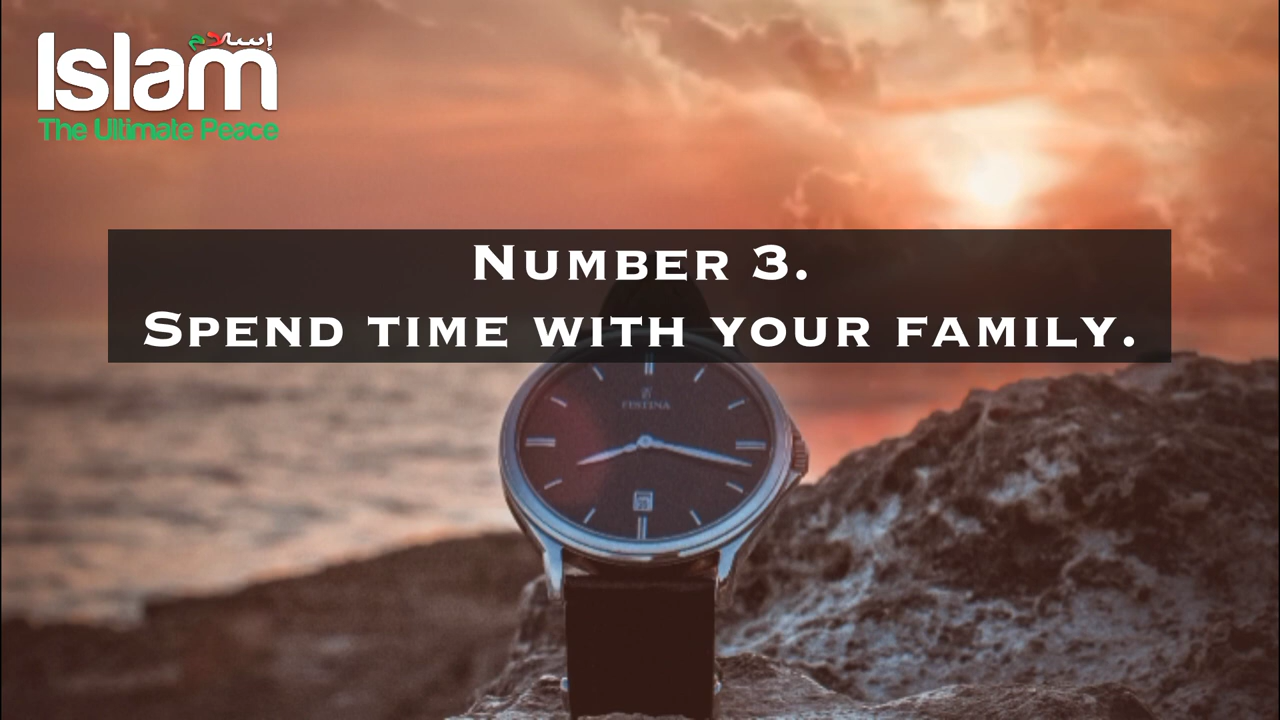 إسلام
Islam
The Ultimate Peace
NUMBER 3.
SPEND TIME WITH YOUR FAMILY.
FESTINA